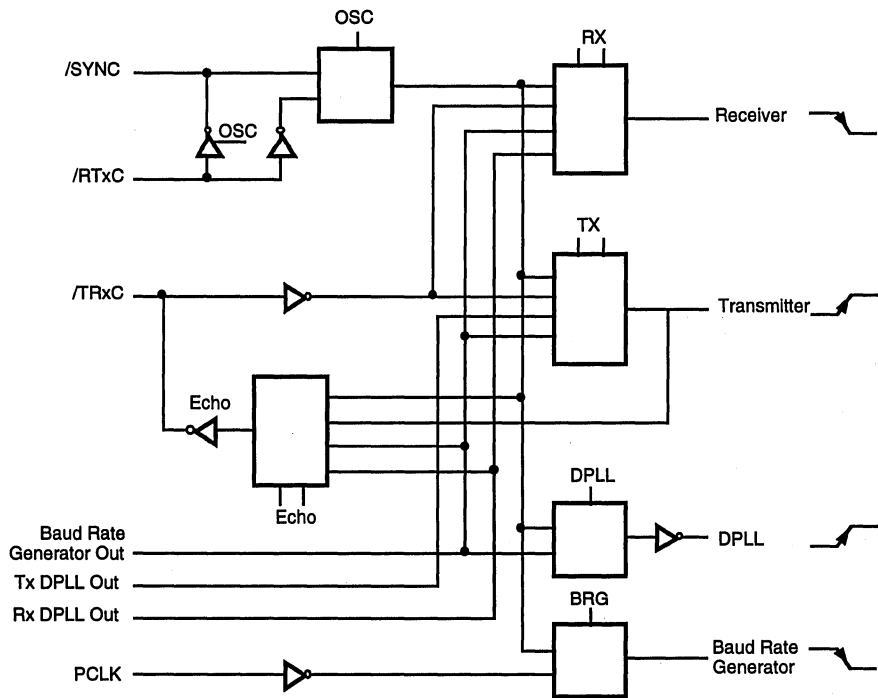 OSC
/SYNC
RX
OSC
Receiver
/RTxC
TX
/TRxC
Transmitter
Echo
DPLL
Echo
Baud Rate
Generator Out
DPLL
Tx DPLL Out
BRG
Rx DPLL Out
Baud Rate
Generator
PCLK